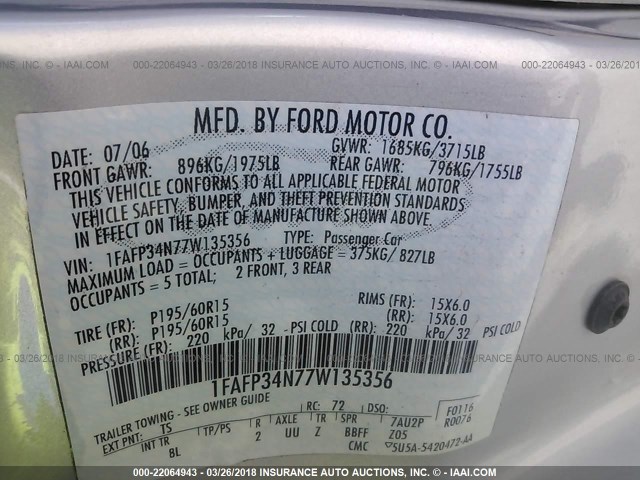 000-22064943 - 03/26/2018 INSURANCE AUTO AUCTIONS, INC. - IAAI.COM
000-22064943 - 03/26/2018
MFD. BY FORD MOTOR CO.
DATE: 07/06 GVWR: 1685KG/3715LB
FRONT GAWR: 896KG/1975LB REAR GAWR: 796KG/1755LB
THIS VEHICLE CONFORMS TO ALL APPLICABLE FEDERAL MOTOR
VEHICLE SAFETY, BUMPER, AND THEFT PREVENTION STANDARDS
IN EFFECT ON THE DATE OF MANUFACTURE SHOWN ABOVE.
VIN: 1FAFP34N77W135356 TYPE: Passenger Car
MAXIMUM LOAD = OCCUPANTS + LUGGAGE = 375KG/ 827LB
OCCUPANTS = 5 TOTAL; 2 FRONT, 3 REAR
TIRE (FR): P195/60R15 RIMS (FR): 15X6.0
(RR): P195/60R15 (RR): 15X6.0
PRESSURE (FR): 220 kPa/ 32 PSI COLD (RR): 220 kPa/ 32 PSI COLD
1FAFP34N77W135356
TRAILER TOWING - SEE OWNER GUIDE
EXT PNT: TS RC: 72 DSO: F0116
INT TR TP/PS R AXLE TR SPR 7AU2P R0076
BL 2 UU Z BBFF Z05
CMC 5U5A-5420472-AA
000-22064943 - 03/26/2018 INSURANCE AUTO AUCTIONS, INC. - IAAI.COM